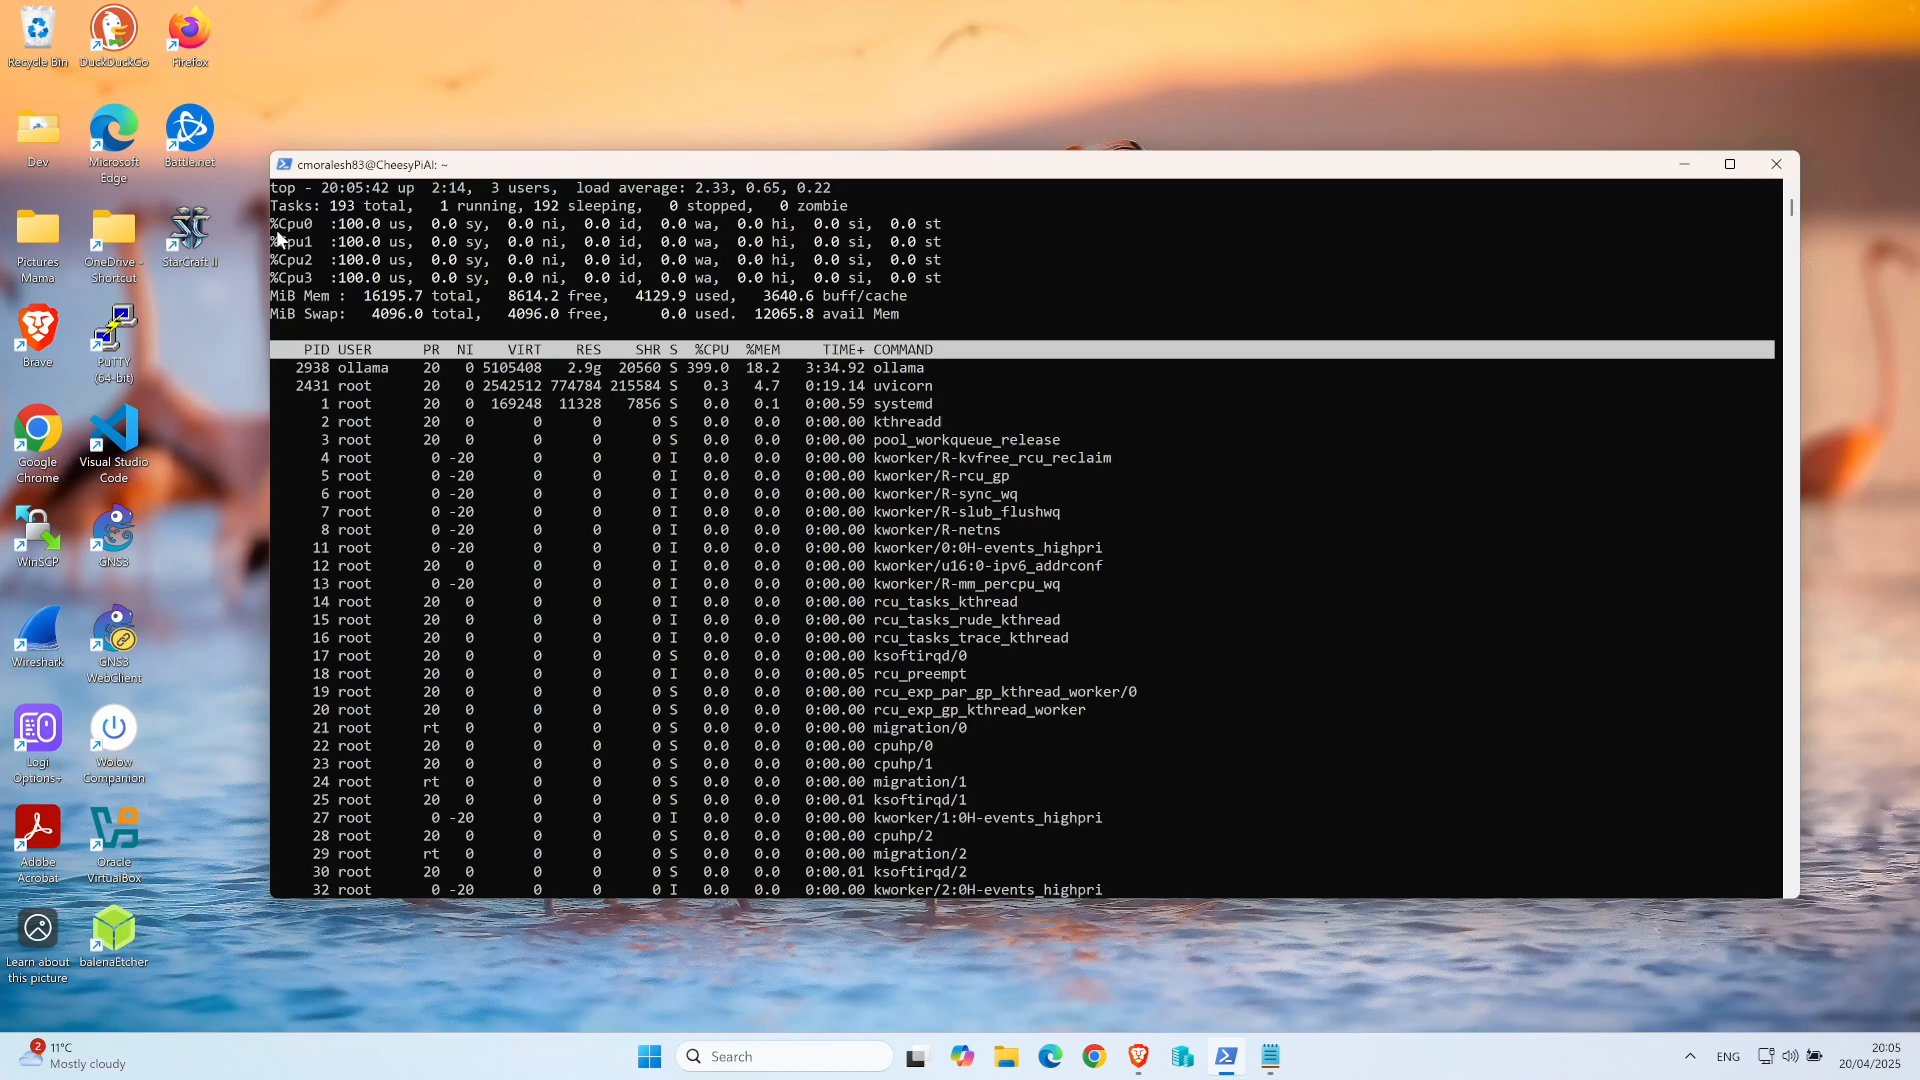 Recycle Bin
DuckDuckGo
Firefox
Dev
Microsoft
Edge
Battle.net
Pictures
Mama
OneDrive -
Shortcut
StarCraft II
Brave
PuTTY
(64-bit)
Google
Chrome
Visual Studio
Code
WinSCP
GNS3
Wireshark
GNS3
WebClient
Logi
Options+
Wolow
Companion
Adobe
Acrobat
Oracle
VirtualBox
Learn about
this picture
balenaEtcher
cmoralesh83@CheesyPiAI: ~
top - 20:05:42 up  2:14,  3 users,  load average: 2.33, 0.65, 0.22
Tasks: 193 total,   1 running, 192 sleeping,   0 stopped,   0 zombie
%Cpu0  :100.0 us,  0.0 sy,  0.0 ni,  0.0 id,  0.0 wa,  0.0 hi,  0.0 si,  0.0 st
%Cpu1  :100.0 us,  0.0 sy,  0.0 ni,  0.0 id,  0.0 wa,  0.0 hi,  0.0 si,  0.0 st
%Cpu2  :100.0 us,  0.0 sy,  0.0 ni,  0.0 id,  0.0 wa,  0.0 hi,  0.0 si,  0.0 st
%Cpu3  :100.0 us,  0.0 sy,  0.0 ni,  0.0 id,  0.0 wa,  0.0 hi,  0.0 si,  0.0 st
MiB Mem :  16195.7 total,   8614.2 free,   4129.9 used,   3640.6 buff/cache
MiB Swap:   4096.0 total,   4096.0 free,      0.0 used.  12065.8 avail Mem
PID USER      PR  NI    VIRT    RES    SHR S  %CPU  %MEM     TIME+ COMMAND
2938 ollama    20   0 5105408   2.9g  20560 S 399.0  18.2   3:34.92 ollama
2431 root      20   0 2542512 774784 215584 S   0.3   4.7   0:19.14 uvicorn
1 root      20   0  169248  11328   7856 S   0.0   0.1   0:00.59 systemd
2 root      20   0       0      0      0 S   0.0   0.0   0:00.00 kthreadd
3 root      20   0       0      0      0 S   0.0   0.0   0:00.00 pool_workqueue_release
4 root       0 -20       0      0      0 I   0.0   0.0   0:00.00 kworker/R-kvfree_rcu_reclaim
5 root       0 -20       0      0      0 I   0.0   0.0   0:00.00 kworker/R-rcu_gp
6 root       0 -20       0      0      0 I   0.0   0.0   0:00.00 kworker/R-sync_wq
7 root       0 -20       0      0      0 I   0.0   0.0   0:00.00 kworker/R-slub_flushwq
8 root       0 -20       0      0      0 I   0.0   0.0   0:00.00 kworker/R-netns
11 root       0 -20       0      0      0 I   0.0   0.0   0:00.00 kworker/0:0H-events_highpri
12 root      20   0       0      0      0 I   0.0   0.0   0:00.00 kworker/u16:0-ipv6_addrconf
13 root       0 -20       0      0      0 I   0.0   0.0   0:00.00 kworker/R-mm_percpu_wq
14 root      20   0       0      0      0 I   0.0   0.0   0:00.00 rcu_tasks_kthread
15 root      20   0       0      0      0 I   0.0   0.0   0:00.00 rcu_tasks_rude_kthread
16 root      20   0       0      0      0 I   0.0   0.0   0:00.00 rcu_tasks_trace_kthread
17 root      20   0       0      0      0 S   0.0   0.0   0:00.00 ksoftirqd/0
18 root      20   0       0      0      0 I   0.0   0.0   0:00.05 rcu_preempt
19 root      20   0       0      0      0 S   0.0   0.0   0:00.00 rcu_exp_par_gp_kthread_worker/0
20 root      20   0       0      0      0 S   0.0   0.0   0:00.00 rcu_exp_gp_kthread_worker
21 root      rt   0       0      0      0 S   0.0   0.0   0:00.00 migration/0
22 root      20   0       0      0      0 S   0.0   0.0   0:00.00 cpuhp/0
23 root      20   0       0      0      0 S   0.0   0.0   0:00.00 cpuhp/1
24 root      rt   0       0      0      0 S   0.0   0.0   0:00.00 migration/1
25 root      20   0       0      0      0 S   0.0   0.0   0:00.01 ksoftirqd/1
27 root       0 -20       0      0      0 I   0.0   0.0   0:00.00 kworker/1:0H-events_highpri
28 root      20   0       0      0      0 S   0.0   0.0   0:00.00 cpuhp/2
29 root      rt   0       0      0      0 S   0.0   0.0   0:00.00 migration/2
30 root      20   0       0      0      0 S   0.0   0.0   0:00.01 ksoftirqd/2
32 root       0 -20       0      0      0 I   0.0   0.0   0:00.00 kworker/2:0H-events_highpri
2
11°C
Mostly cloudy
Search
ENG
20:05
20/04/2025